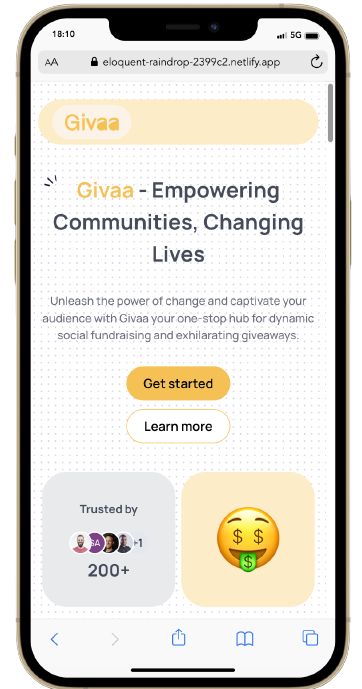 18:10
5G
AA eloquent-raindrop-2399c2.netlify.app
Givaa
Givaa - Empowering
Communities, Changing
Lives
Unleash the power of change and captivate your
audience with Givaa your one-stop hub for dynamic
social fundraising and exhilarating giveaways.
Get started
Learn more
Trusted by
SA +1
200+